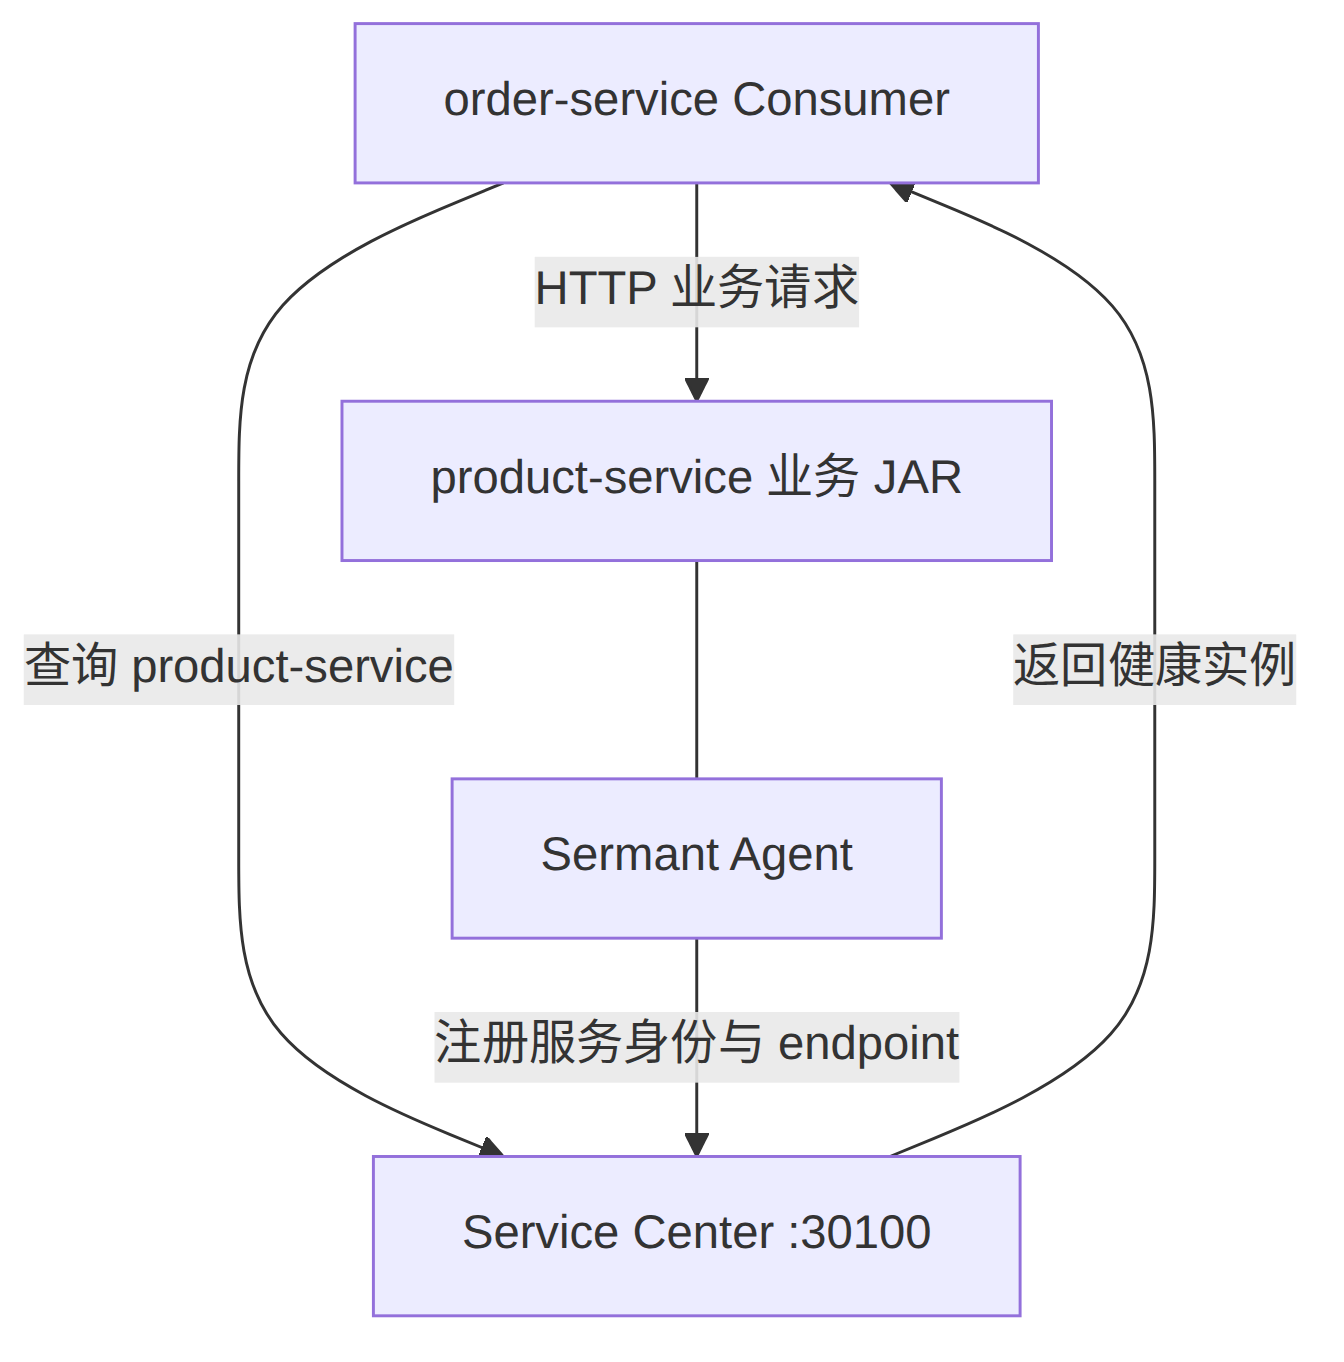 order-service Consumer
HTTP 业务请求
product-service 业务 JAR
查询 product-service
返回健康实例
Sermant Agent
注册服务身份与 endpoint
Service Center :30100